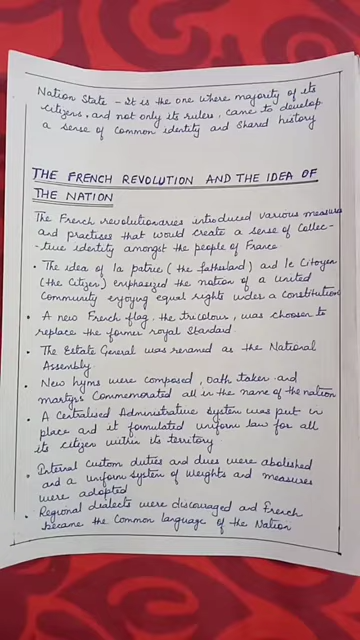 Nation State - It is the one where majority of its
citizens, and not only its rulers, came to develop
a sense of common identity and shared history
THE FRENCH REVOLUTION AND THE IDEA OF
THE NATION
The French revolutionaries introduced various measures
and practises that would create a sense of Collec-
-tive identity amongst the people of France
• The idea of la patrie (the fatherland) and le Citoyen
(the Citizen) emphasized the nation of a united
Community enjoying equal rights under a Constitution
• A new French flag, the tricolour, was choosen to
replace the former royal Standard
• The Estate General was renamed as the National
Assembly
• New hyms were composed, Oath taken and
martyrs Commemorated all in the name of the nation
• A Centralised Administrative System was put in
place and it formulated uniform law for all
its citizen within its territory
• Internal Custom duties and dues were abolished
and a uniform system of Weights and measures
were adopted
• Regional dialects were discouraged and French
became the Common language of the Nation